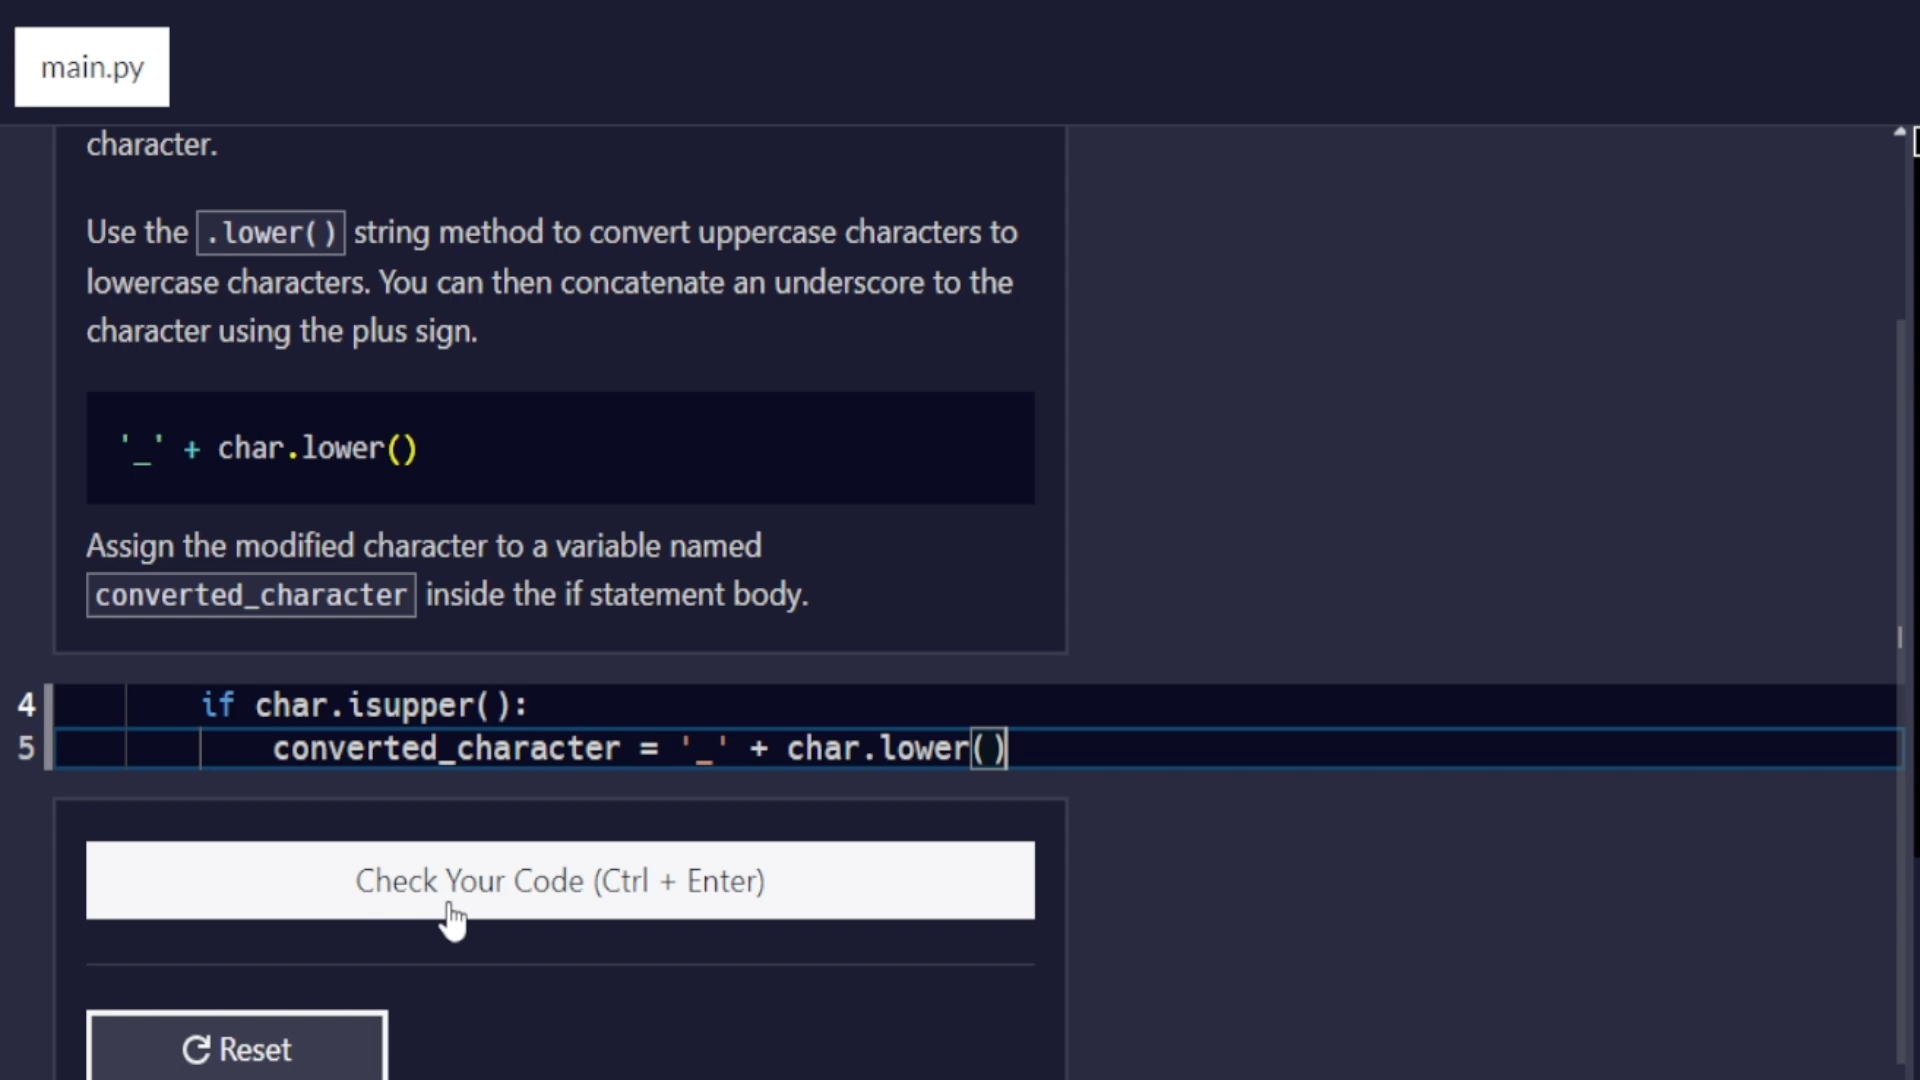 main.py
character.
Use the .lower() string method to convert uppercase characters to
lowercase characters. You can then concatenate an underscore to the
character using the plus sign.
'_' + char.lower()
Assign the modified character to a variable named
converted_character inside the if statement body.
4 if char.isupper():
5 converted_character = '_' + char.lower()
Check Your Code (Ctrl + Enter)
Reset